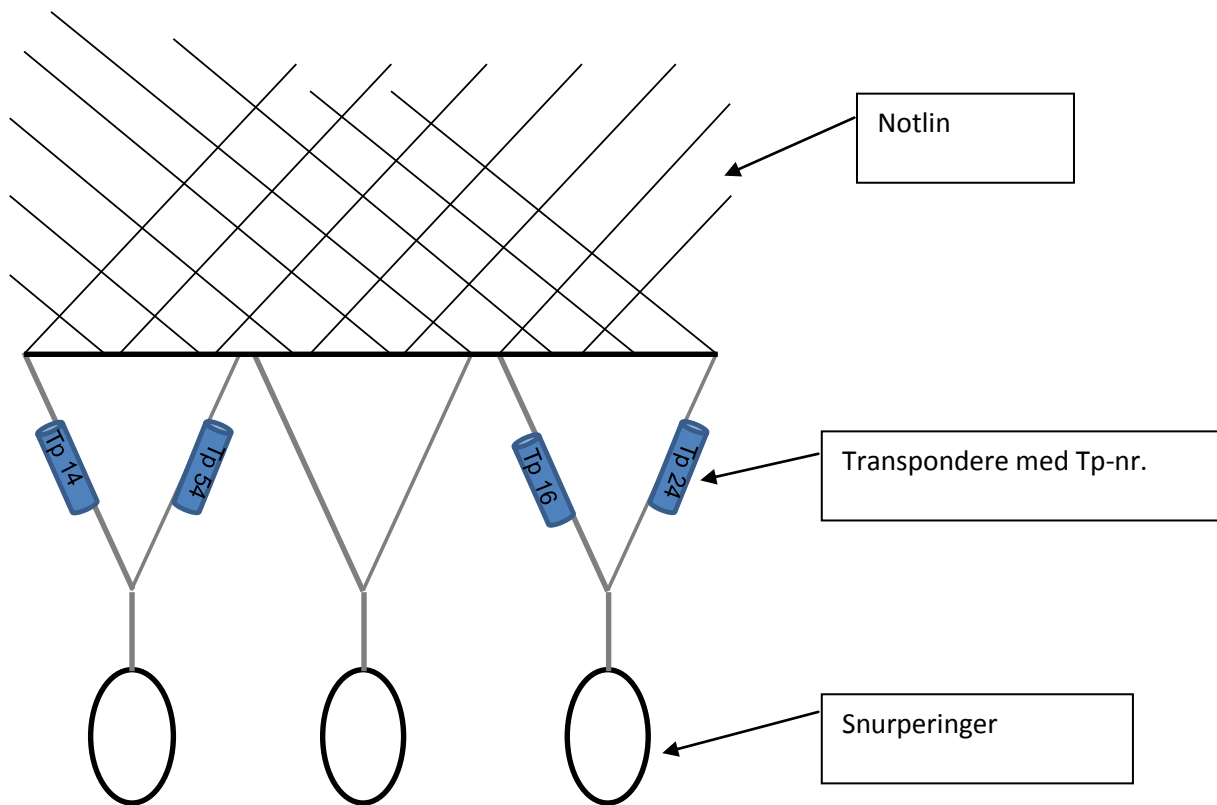 Notlin
Tp 14
Tp 54
Tp 16
Tp 24
Transpondere med Tp-nr.
Snurperinger